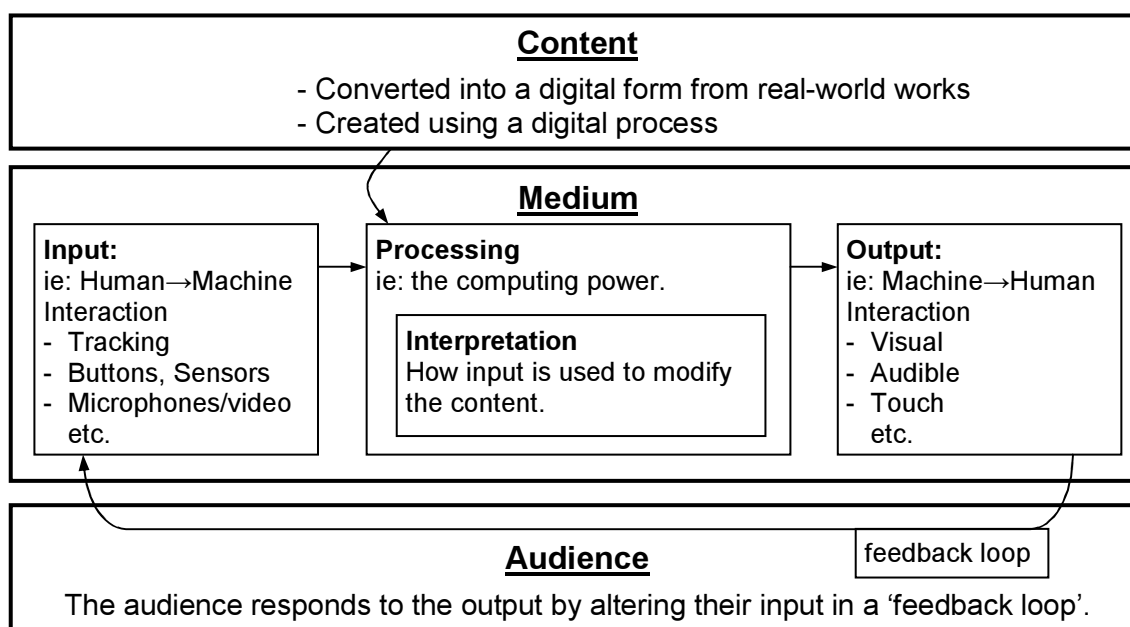 Content
- Converted into a digital form from real-world works
- Created using a digital process
Medium
Input:
ie: Human→Machine
Interaction
- Tracking
- Buttons, Sensors
- Microphones/video
etc.
Processing
ie: the computing power.
Interpretation
How input is used to modify
the content.
Output:
ie: Machine→Human
Interaction
- Visual
- Audible
- Touch
etc.
feedback loop
Audience
The audience responds to the output by altering their input in a ‘feedback loop’.